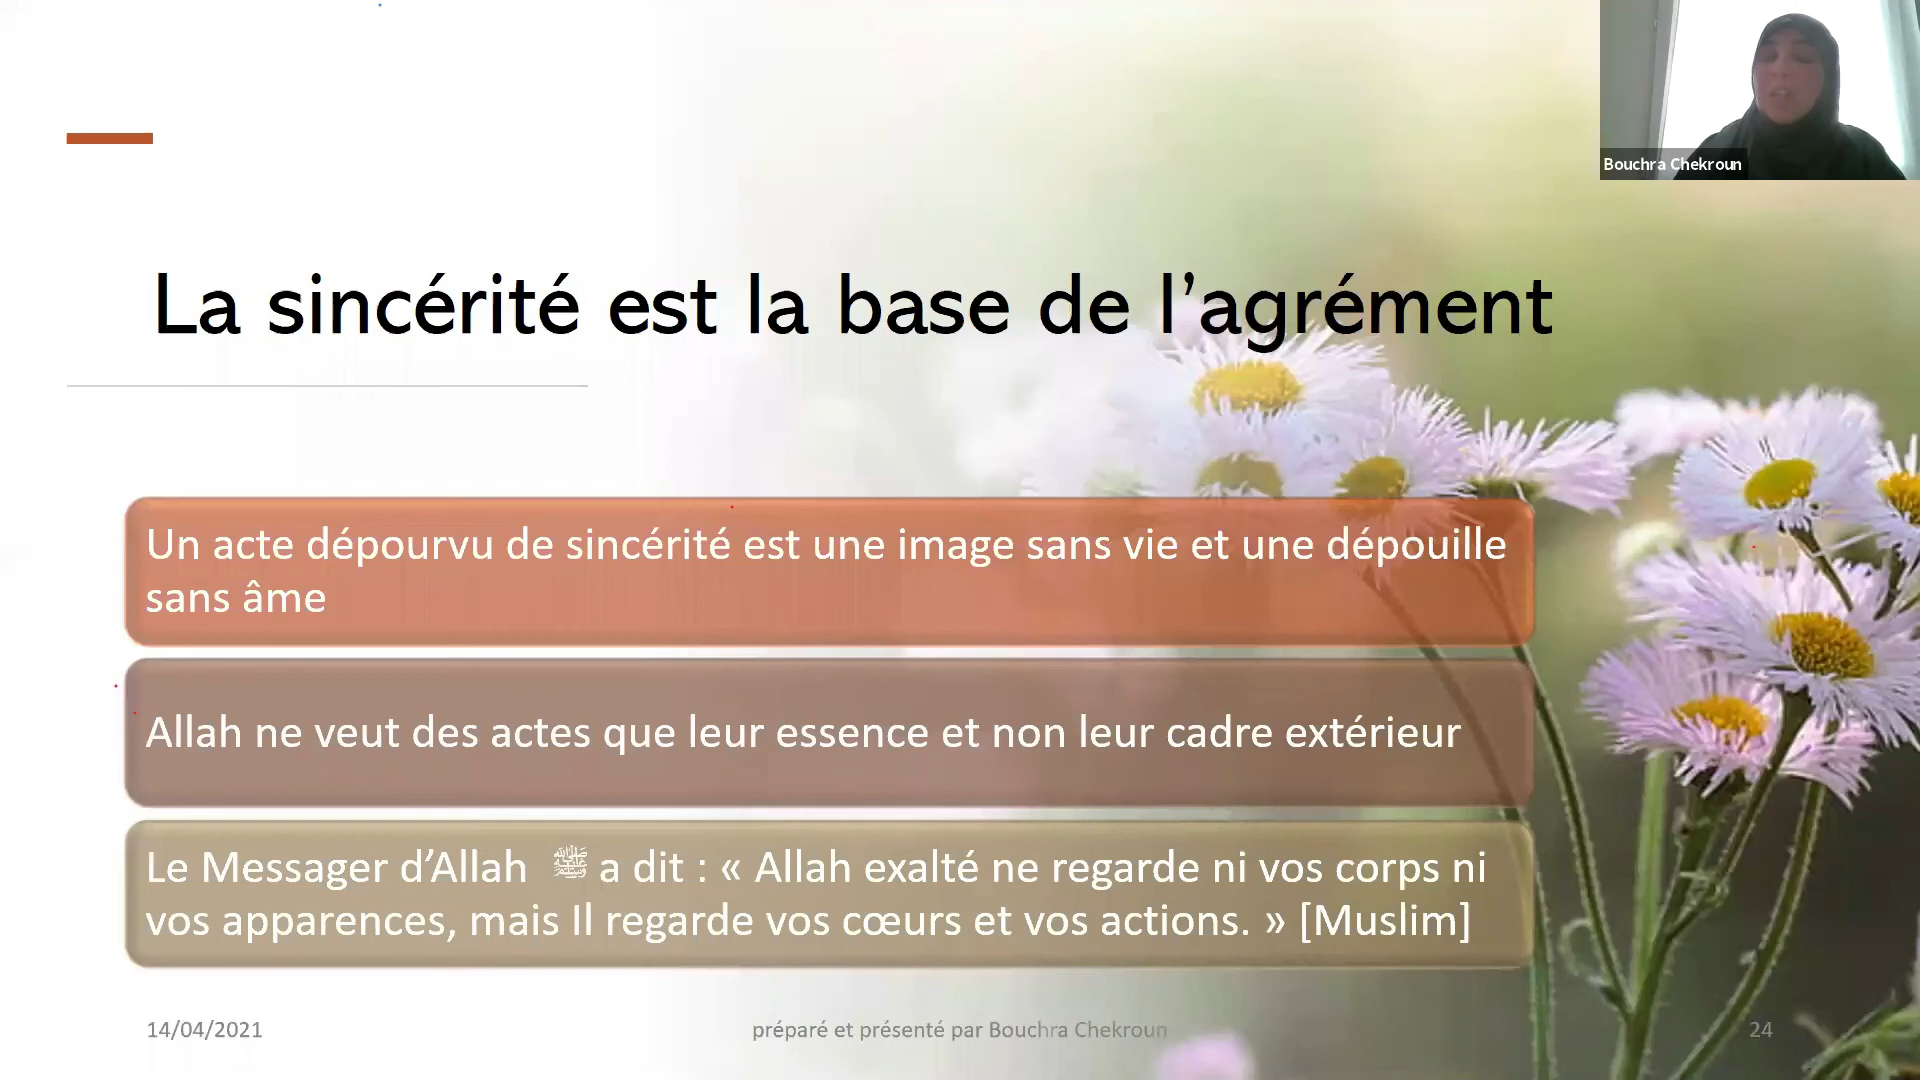 Bouchra Chekroun
La sincérité est la base de l’agrément
Un acte dépourvu de sincérité est une image sans vie et une dépouille
sans âme
Allah ne veut des actes que leur essence et non leur cadre extérieur
Le Messager d’Allah ﷺ a dit : « Allah exalté ne regarde ni vos corps ni
vos apparences, mais Il regarde vos cœurs et vos actions. » [Muslim]
14/04/2021
préparé et présenté par Bouchra Chekroun
24